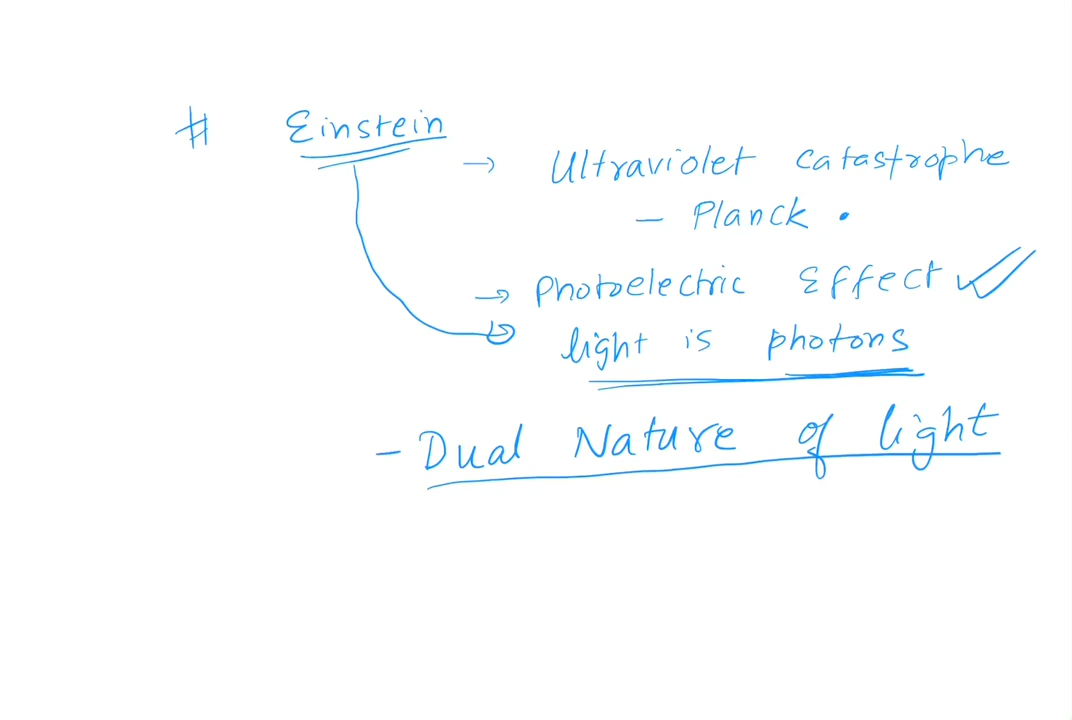 # Einstein
→ Ultraviolet Catastrophe
- Planck •
→ Photoelectric Effect ✓
light is photons
- Dual Nature of light